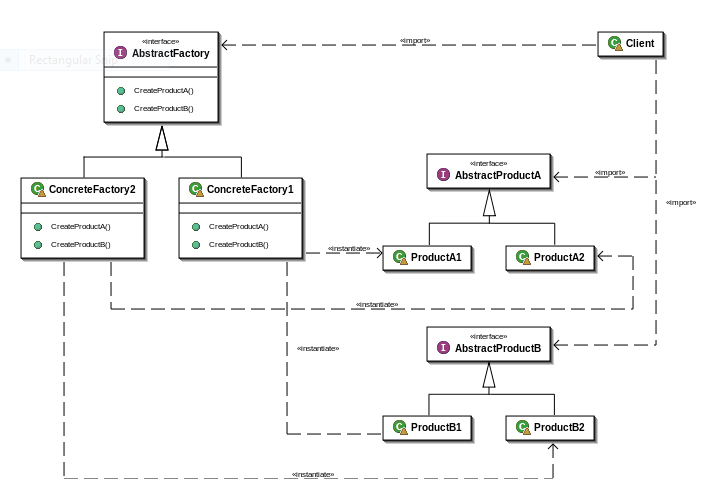 «interface»
AbstractFactory
CreateProductA()
CreateProductB()
«import»
Client
ConcreteFactory2
CreateProductA()
CreateProductB()
ConcreteFactory1
CreateProductA()
CreateProductB()
«interface»
AbstractProductA
«import»
«import»
«instantiate»
ProductA1
ProductA2
«instantiate»
«interface»
AbstractProductB
«instantiate»
ProductB1
ProductB2
«instantiate»